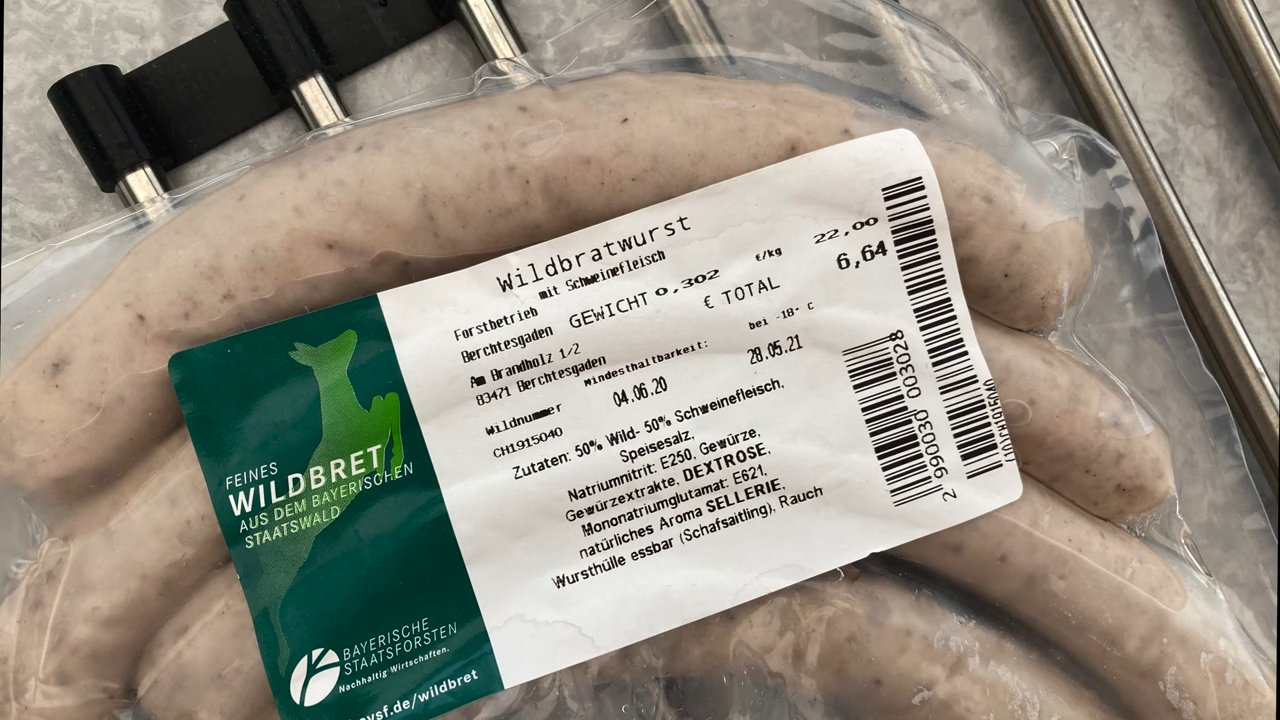 FEINES
WILDBRET
AUS DEM BAYERISCHEN
STAATSWALD
BAYERISCHE
STAATSFORSTEN
Nachhaltig Wirtschaften.
ysf.de/wildbret
Wildbratwurst
mit Schweinefleisch
Forstbetrieb
Berchtesgaden
Am Brandholz 1/2
83471 Berchtesgaden
GEWICHT 0,302
€/kg 22,00
€ TOTAL 6,64
Mindesthaltbarkeit: bei -18° C
04.06.20 28.05.21
Wildnummer
CH1915040
Zutaten: 50% Wild- 50% Schweinefleisch,
Speisesalz,
Natriumnitrit: E250, Gewürze,
Gewürzextrakte, DEXTROSE,
Mononatriumglutamat: E621,
natürliches Aroma SELLERIE,
Wursthülle essbar (Schafsaitling), Rauch
2 990030 003028